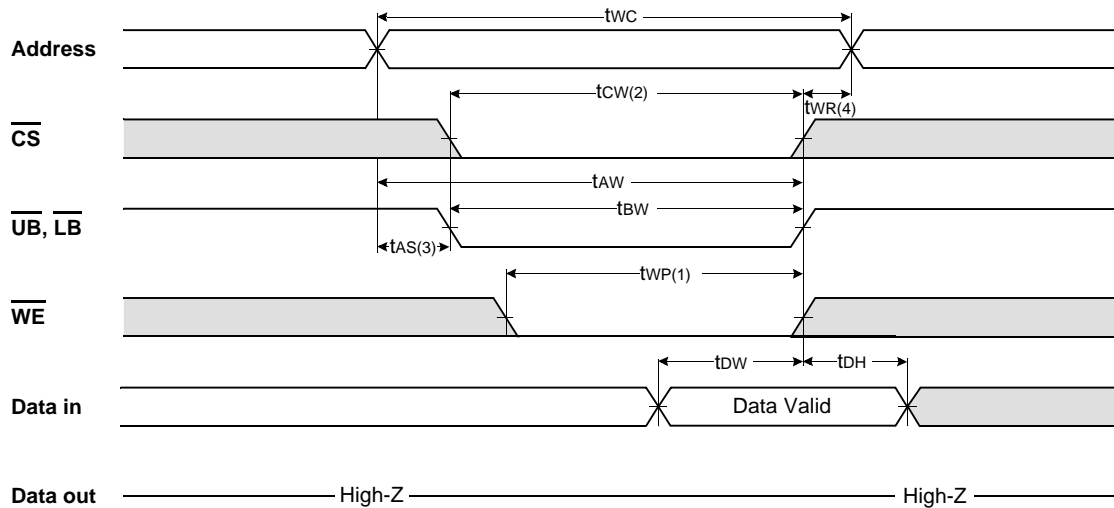 tWC
Address
tCW(2)
tWR(4)
CS
tAW
tBW
UB, LB
tAS(3)
tWP(1)
WE
tDW
tDH
Data in
Data Valid
Data out
High-Z
High-Z